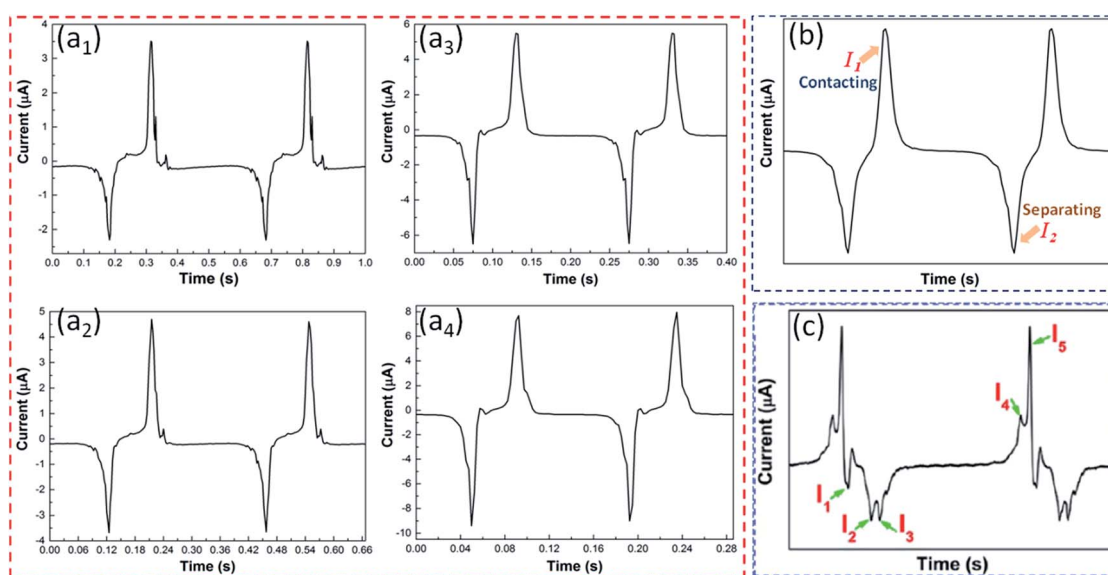 (a1)
Current (μA)
4
3
2
1
0
-1
-2
0.0 0.1 0.2 0.3 0.4 0.5 0.6 0.7 0.8 0.9 1.0
Time (s)
(a3)
Current (μA)
6
4
2
0
-2
-4
-6
0.00 0.05 0.10 0.15 0.20 0.25 0.30 0.35 0.40
Time (s)
(b)
I1
Contacting
Current (μA)
Separating
I2
Time (s)
(a2)
Current (μA)
5
4
3
2
1
0
-1
-2
-3
-4
0.00 0.06 0.12 0.18 0.24 0.30 0.36 0.42 0.48 0.54 0.60 0.66
Time (s)
(a4)
Current (μA)
8
6
4
2
0
-2
-4
-6
-8
-10
0.00 0.04 0.08 0.12 0.16 0.20 0.24 0.28
Time (s)
(c)
I5
I4
Current (μA)
I1
I2 I3
Time (s)